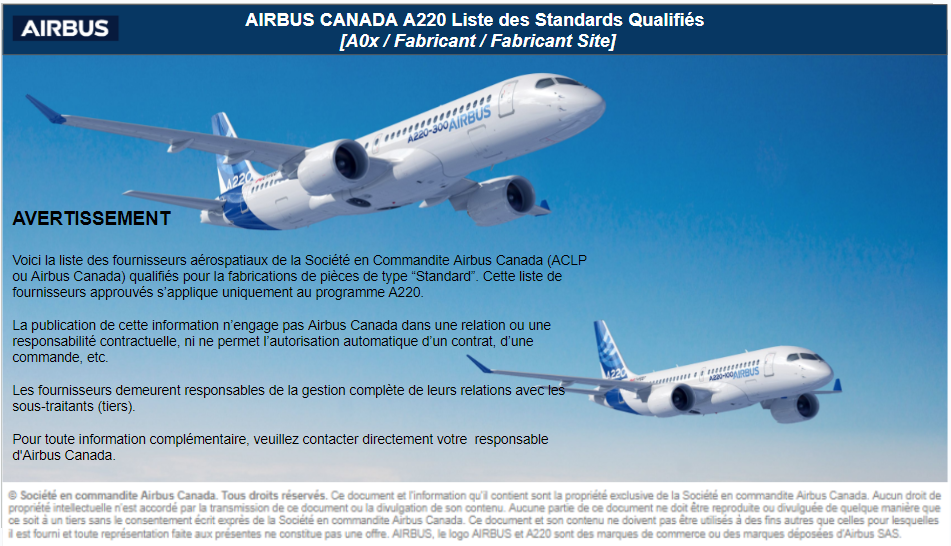 AIRBUS
AIRBUS CANADA A220 Liste des Standards Qualifiés
[A0x / Fabricant / Fabricant Site]
A220-300 AIRBUS
A220
AVERTISSEMENT
Voici la liste des fournisseurs aérospatiaux de la Société en Commandite Airbus Canada (ACLP
ou Airbus Canada) qualifiés pour la fabrications de pièces de type “Standard”. Cette liste de
fournisseurs approuvés s’applique uniquement au programme A220.
La publication de cette information n’engage pas Airbus Canada dans une relation ou une
responsabilité contractuelle, ni ne permet l’autorisation automatique d’un contrat, d’une
commande, etc.
A220-100 AIRBUS
A220
Les fournisseurs demeurent responsables de la gestion complète de leurs relations avec les
sous-traitants (tiers).
Pour toute information complémentaire, veuillez contacter directement votre  responsable
d'Airbus Canada.
© Société en commandite Airbus Canada. Tous droits réservés. Ce document et l'information qu'il contient sont la propriété exclusive de la Société en commandite Airbus Canada. Aucun droit de
propriété intellectuelle n'est accordé par la transmission de ce document ou la divulgation de son contenu. Aucune partie de ce document ne doit être reproduite ou divulguée de quelque manière que
ce soit à un tiers sans le consentement écrit exprès de la Société en commandite Airbus Canada. Ce document et son contenu ne doivent pas être utilisés à des fins autres que celles pour lesquelles
il est fourni et toute représentation faite aux présentes ne constitue pas une offre. AIRBUS, le logo AIRBUS et A220 sont des marques de commerce ou des marques déposées d'Airbus SAS.